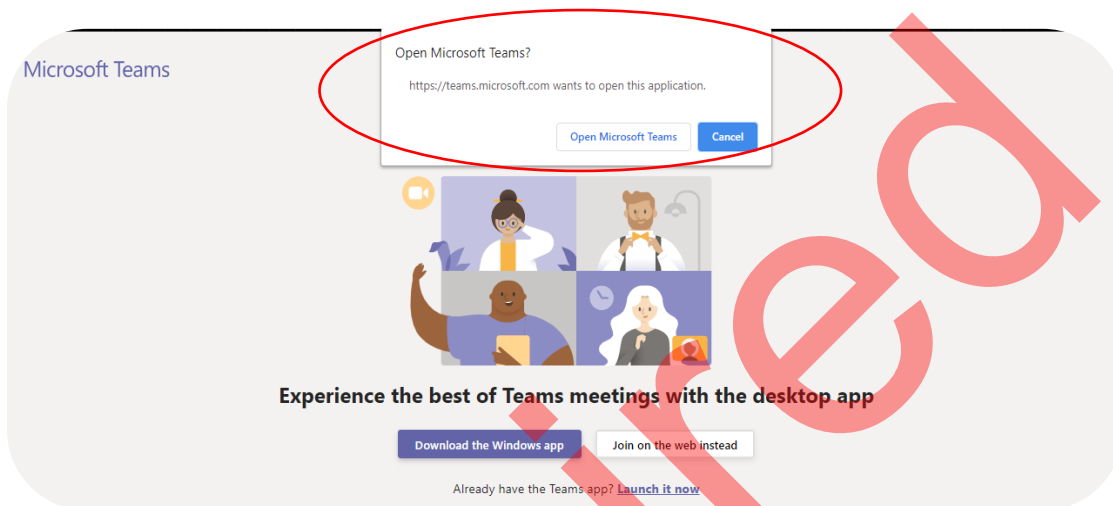 Open Microsoft Teams?
Microsoft Teams
https://teams.microsoft.com wants to open this application.
Open Microsoft Teams
Cancel
Experience the best of Teams meetings with the desktop app
Download the Windows app
Join on the web instead
Already have the Teams app? Launch it now
ired